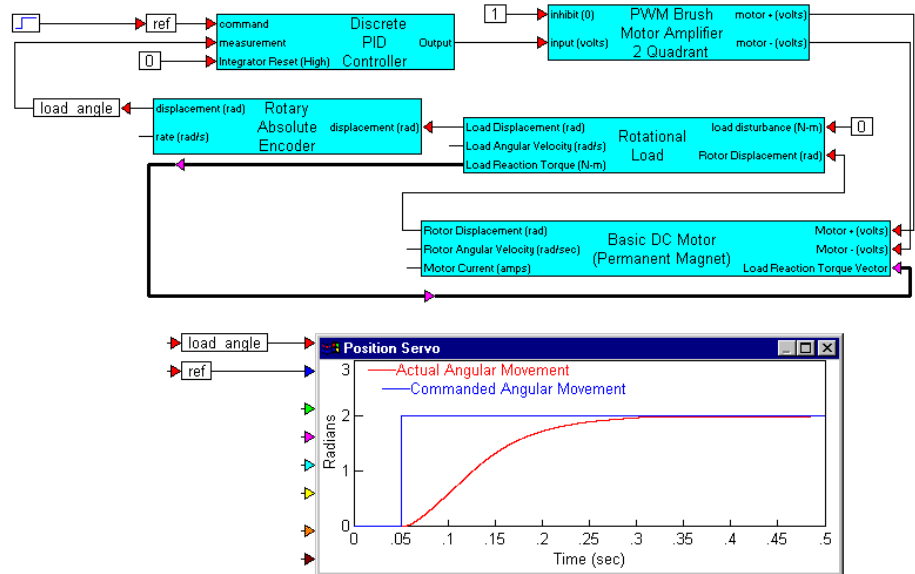 ref
command
measurement
Integrator Reset (High)
Discrete
PID
Controller
Output
0
1
inhibit (0)
input (volts)
PWM Brush
Motor Amplifier
2 Quadrant
motor + (volts)
motor - (volts)
load angle
displacement (rad)
rate (rad/s)
Rotary
Absolute
Encoder
displacement (rad)
Load Displacement (rad)
Load Angular Velocity (rad/s)
Load Reaction Torque (N-m)
Rotational
Load
load disturbance (N-m)
Rotor Displacement (rad)
0
Rotor Displacement (rad)
Rotor Angular Velocity (rad/sec)
Motor Current (amps)
Basic DC Motor
(Permanent Magnet)
Motor + (volts)
Motor - (volts)
Load Reaction Torque Vector
load angle
ref
Position Servo
Actual Angular Movement
Commanded Angular Movement
Radians
3
2
1
0
0 .05 .1 .15 .2 .25 .3 .35 .4 .45 .5
Time (sec)